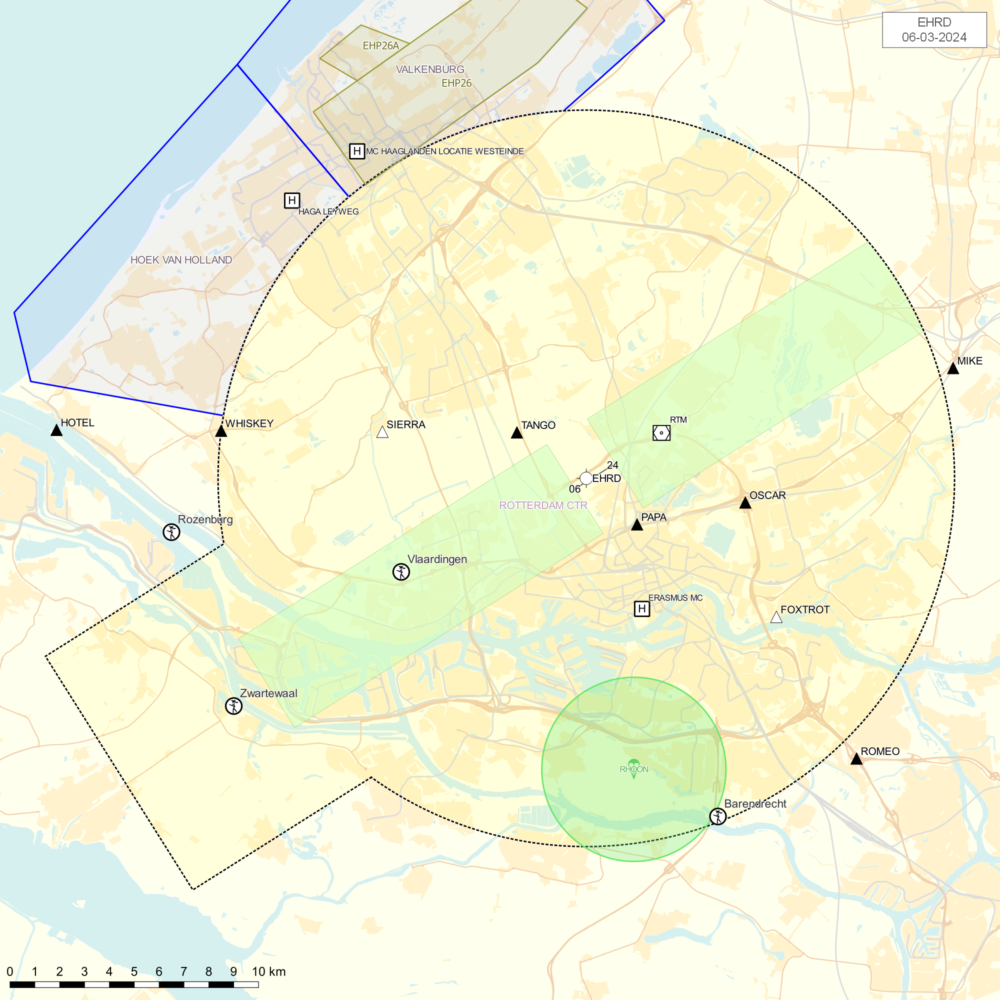 EHRD
06-03-2024
EHP26A
VALKENBURG
EHP26
H
MC HAAGLANDEN LOCATIE WESTEINDE
H
HAGA LEYWEG
HOEK VAN HOLLAND
MIKE
HOTEL
WHISKEY
SIERRA
TANGO
RTM
24
EHRD
06
ROTTERDAM CTR
OSCAR
PAPA
Rozenburg
Vlaardingen
ERASMUS MC
H
FOXTROT
Zwartewaal
ROMEO
RHOON
Barendrecht
0 1 2 3 4 5 6 7 8 9 10 km